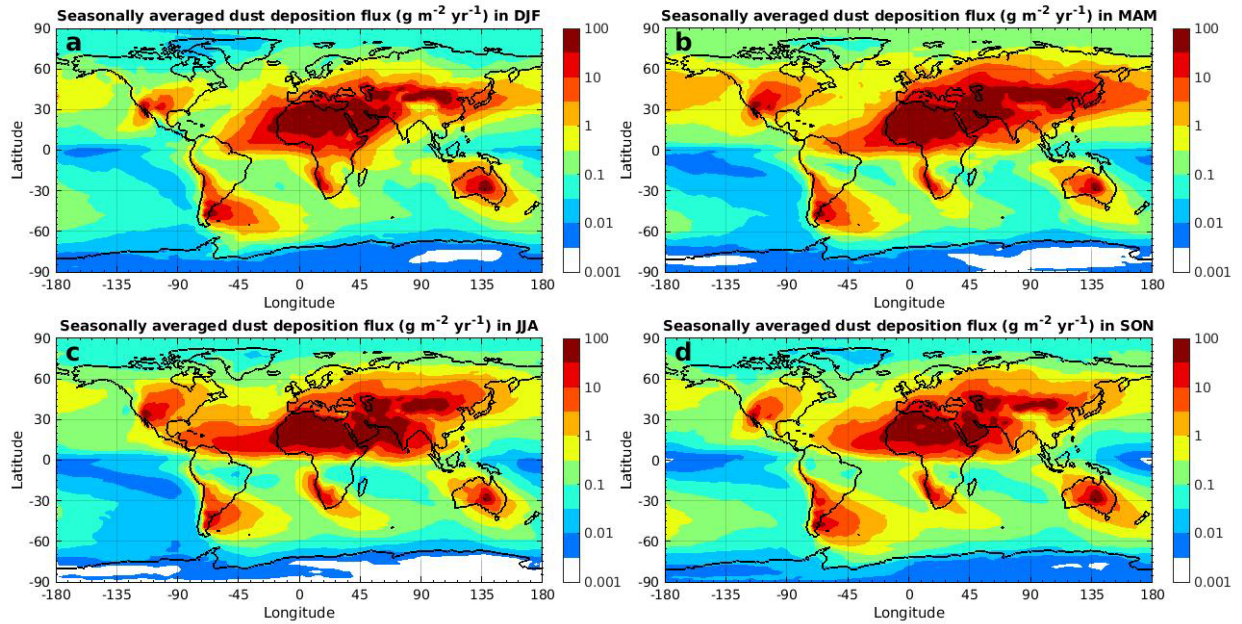 Seasonally averaged dust deposition flux (g m⁻² yr⁻¹) in DJF
a
90
60
30
0
-30
-60
-90
Latitude
-180 -135 -90 -45 0 45 90 135 180
Longitude
100
10
1
0.1
0.01
0.001
Seasonally averaged dust deposition flux (g m⁻² yr⁻¹) in MAM
b
90
60
30
0
-30
-60
-90
Latitude
-180 -135 -90 -45 0 45 90 135 180
Longitude
100
10
1
0.1
0.01
0.001
Seasonally averaged dust deposition flux (g m⁻² yr⁻¹) in JJA
c
90
60
30
0
-30
-60
-90
Latitude
-180 -135 -90 -45 0 45 90 135 180
Longitude
100
10
1
0.1
0.01
0.001
Seasonally averaged dust deposition flux (g m⁻² yr⁻¹) in SON
d
90
60
30
0
-30
-60
-90
Latitude
-180 -135 -90 -45 0 45 90 135 180
Longitude
100
10
1
0.1
0.01
0.001